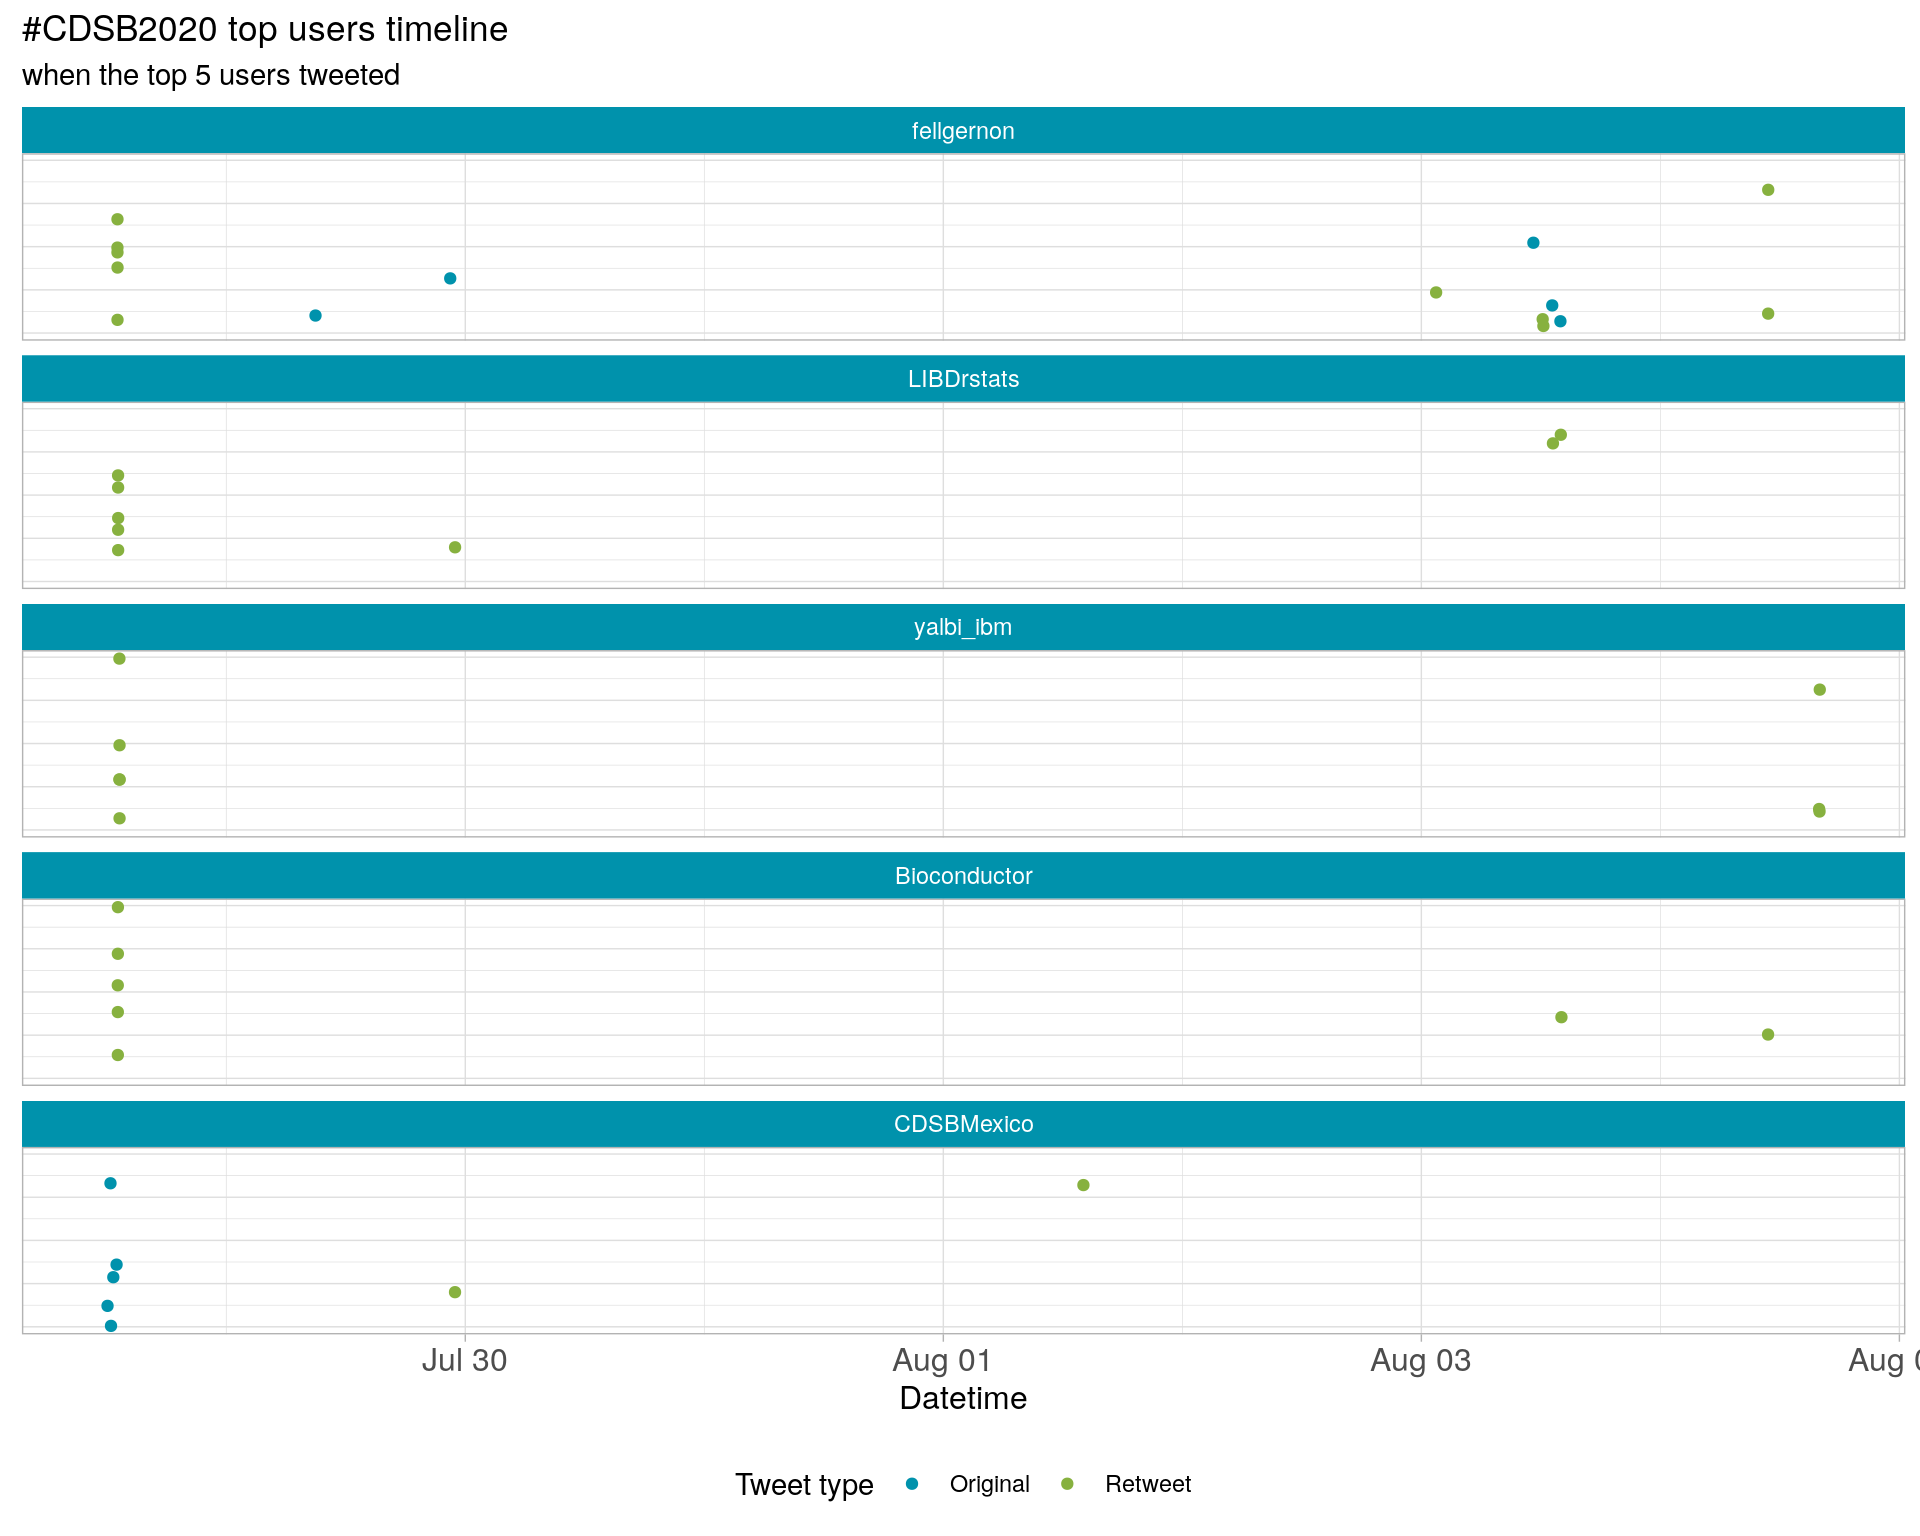 #CDSB2020 top users timeline
when the top 5 users tweeted
fellgernon
LIBDrstats
yalbi_ibm
Bioconductor
CDSBMexico
Jul 30 Aug 01 Aug 03 Aug
Datetime
Tweet type Original Retweet